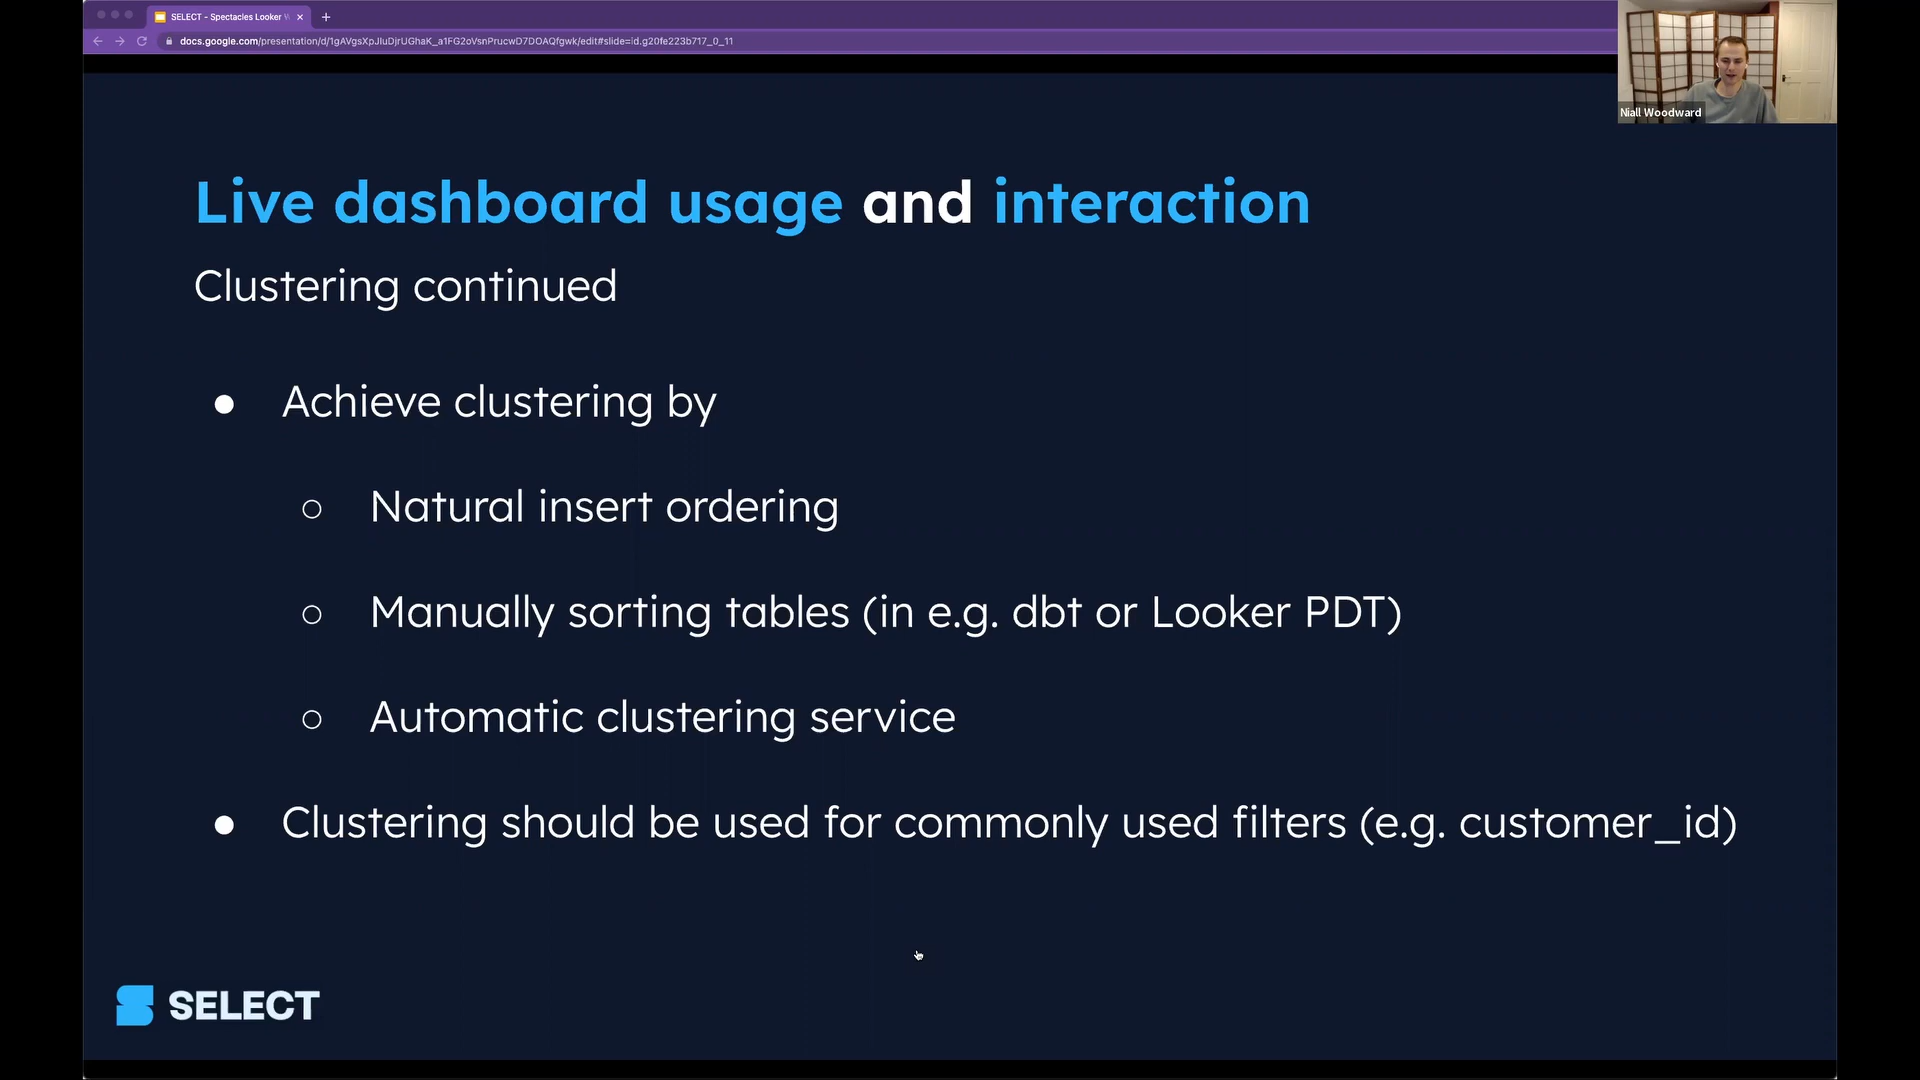 SELECT - Spectacles Looker
docs.google.com/presentation/d/1gAVgsXpJIuDjrUGhaK_a1FG2oVsnPrucwD7DOAQfgwk/edit#slide=id.g20fe223b717_0_11
Niall Woodward
Live dashboard usage and interaction
Clustering continued
● Achieve clustering by
○ Natural insert ordering
○ Manually sorting tables (in e.g. dbt or Looker PDT)
○ Automatic clustering service
● Clustering should be used for commonly used filters (e.g. customer_id)
SELECT